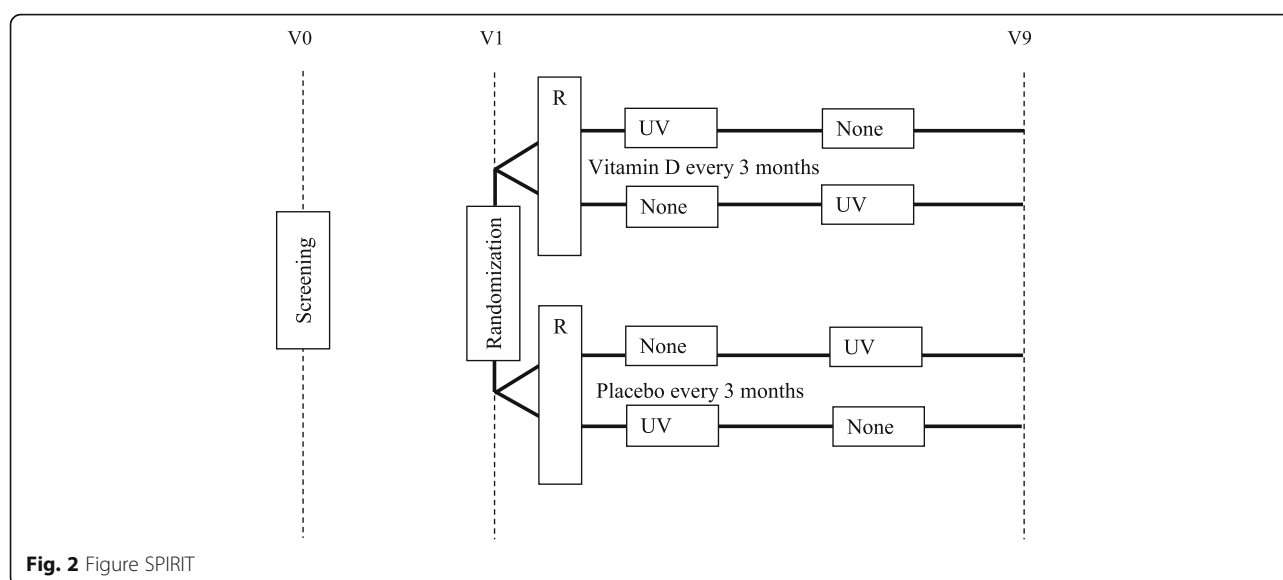 V0
V1
V9
R
UV
None
Vitamin D every 3 months
None
UV
Screening
Randomization
R
None
UV
Placebo every 3 months
UV
None
Fig. 2 Figure SPIRIT